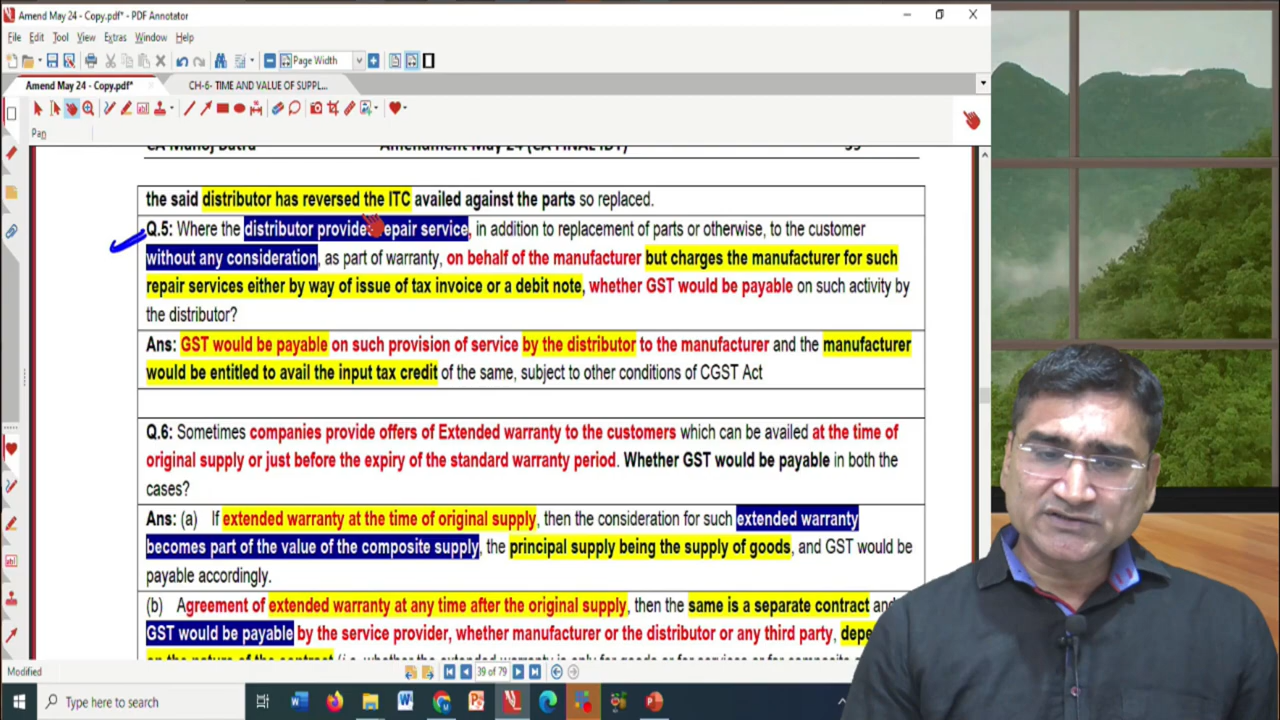 Amend May 24 - Copy.pdf* - PDF Annotator
File Edit Tool View Extras Window Help
Page Width
Amend May 24 - Copy.pdf*
CH-6- TIME AND VALUE OF SUPPL...
Pan
the said distributor has reversed the ITC availed against the parts so replaced.
Q.5: Where the distributor provides repair service, in addition to replacement of parts or otherwise, to the customer
without any consideration, as part of warranty, on behalf of the manufacturer but charges the manufacturer for such
repair services either by way of issue of tax invoice or a debit note, whether GST would be payable on such activity by
the distributor?
Ans: GST would be payable on such provision of service by the distributor to the manufacturer and the manufacturer
would be entitled to avail the input tax credit of the same, subject to other conditions of CGST Act
Q.6: Sometimes companies provide offers of Extended warranty to the customers which can be availed at the time of
original supply or just before the expiry of the standard warranty period. Whether GST would be payable in both the
cases?
Ans: (a) If extended warranty at the time of original supply, then the consideration for such extended warranty
becomes part of the value of the composite supply, the principal supply being the supply of goods, and GST would be
payable accordingly.
(b) Agreement of extended warranty at any time after the original supply, then the same is a separate contract and
GST would be payable by the service provider, whether manufacturer or the distributor or any third party,
on the nature of the contract
Modified
39 of 79
Type here to search